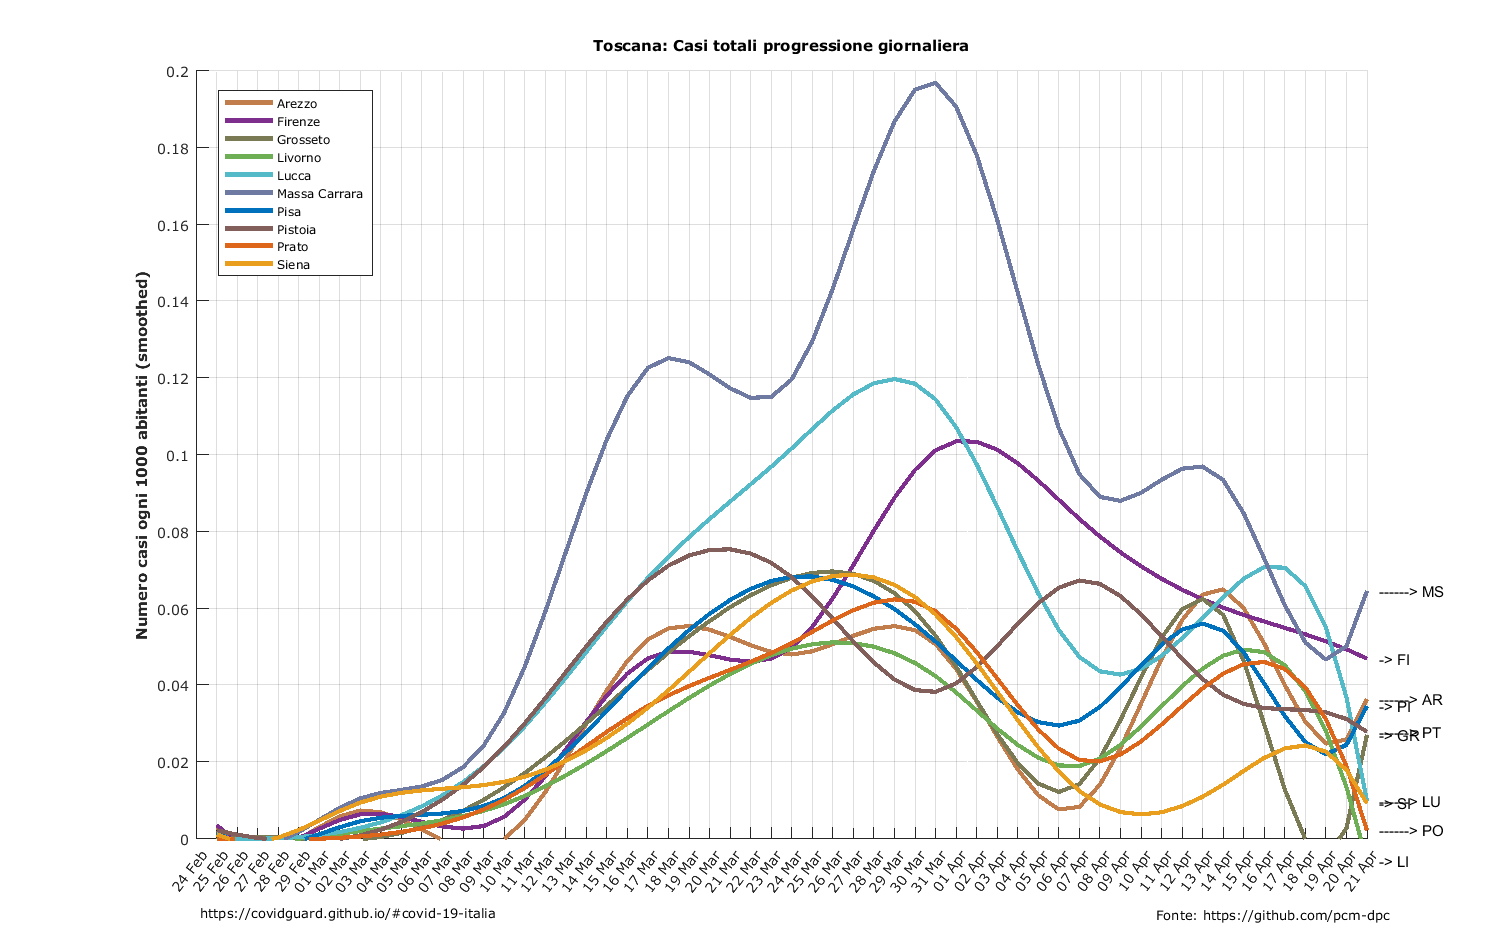 Toscana: Casi totali progressione giornaliera
Numero casi ogni 1000 abitanti (smoothed)
0.2
0.18
0.16
0.14
0.12
0.1
0.08
0.06
0.04
0.02
0
Arezzo
Firenze
Grosseto
Livorno
Lucca
Massa Carrara
Pisa
Pistoia
Prato
Siena
------> MS
-> FI
------> AR
-> PI
------> PT
-> GR
------> LU
-> SI
------> PO
-> LI
24 Feb
25 Feb
26 Feb
27 Feb
28 Feb
29 Feb
01 Mar
02 Mar
03 Mar
04 Mar
05 Mar
06 Mar
07 Mar
08 Mar
09 Mar
10 Mar
11 Mar
12 Mar
13 Mar
14 Mar
15 Mar
16 Mar
17 Mar
18 Mar
19 Mar
20 Mar
21 Mar
22 Mar
23 Mar
24 Mar
25 Mar
26 Mar
27 Mar
28 Mar
29 Mar
30 Mar
31 Mar
01 Apr
02 Apr
03 Apr
04 Apr
05 Apr
06 Apr
07 Apr
08 Apr
09 Apr
10 Apr
11 Apr
12 Apr
13 Apr
14 Apr
15 Apr
16 Apr
17 Apr
18 Apr
19 Apr
20 Apr
21 Apr
https://covidguard.github.io/#covid-19-italia
Fonte: https://github.com/pcm-dpc